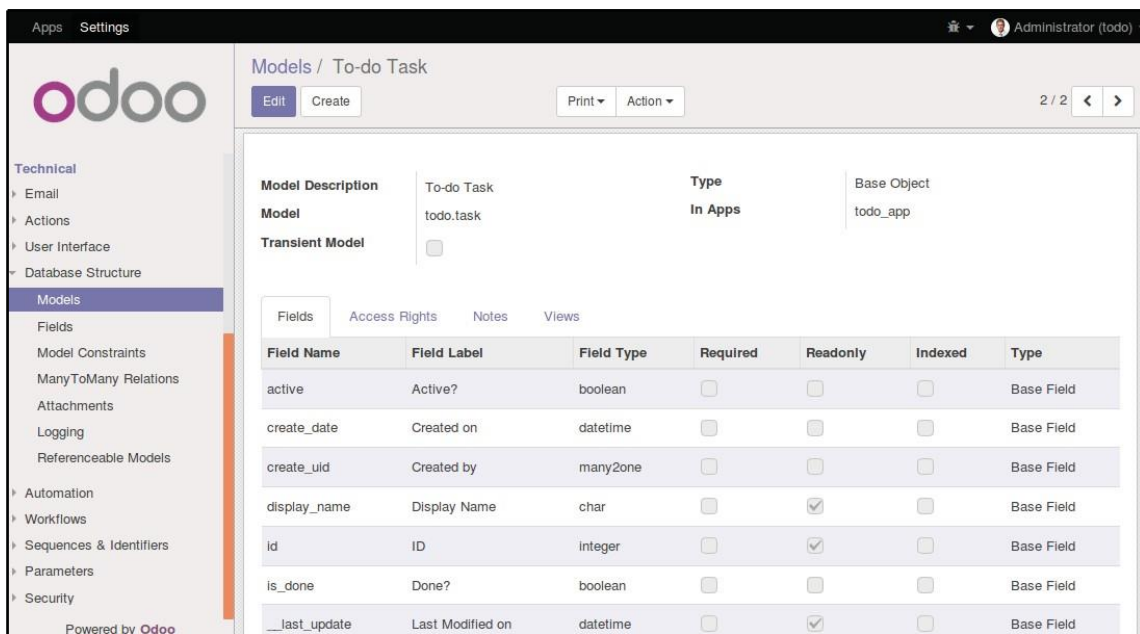 Apps Settings Administrator (todo)
odoo
Models / To-do Task
Edit Create Print Action 2 / 2
Technical
Email
Actions
User Interface
Database Structure
Models
Fields
Model Constraints
ManyToMany Relations
Attachments
Logging
Referenceable Models
Automation
Workflows
Sequences & Identifiers
Parameters
Security
Powered by Odoo
Model Description To-do Task Type Base Object
Model todo.task In Apps todo_app
Transient Model
Fields Access Rights Notes Views
Field Name Field Label Field Type Required Readonly Indexed Type
active Active? boolean Base Field
create_date Created on datetime Base Field
create_uid Created by many2one Base Field
display_name Display Name char Base Field
id ID integer Base Field
is_done Done? boolean Base Field
__last_update Last Modified on datetime Base Field